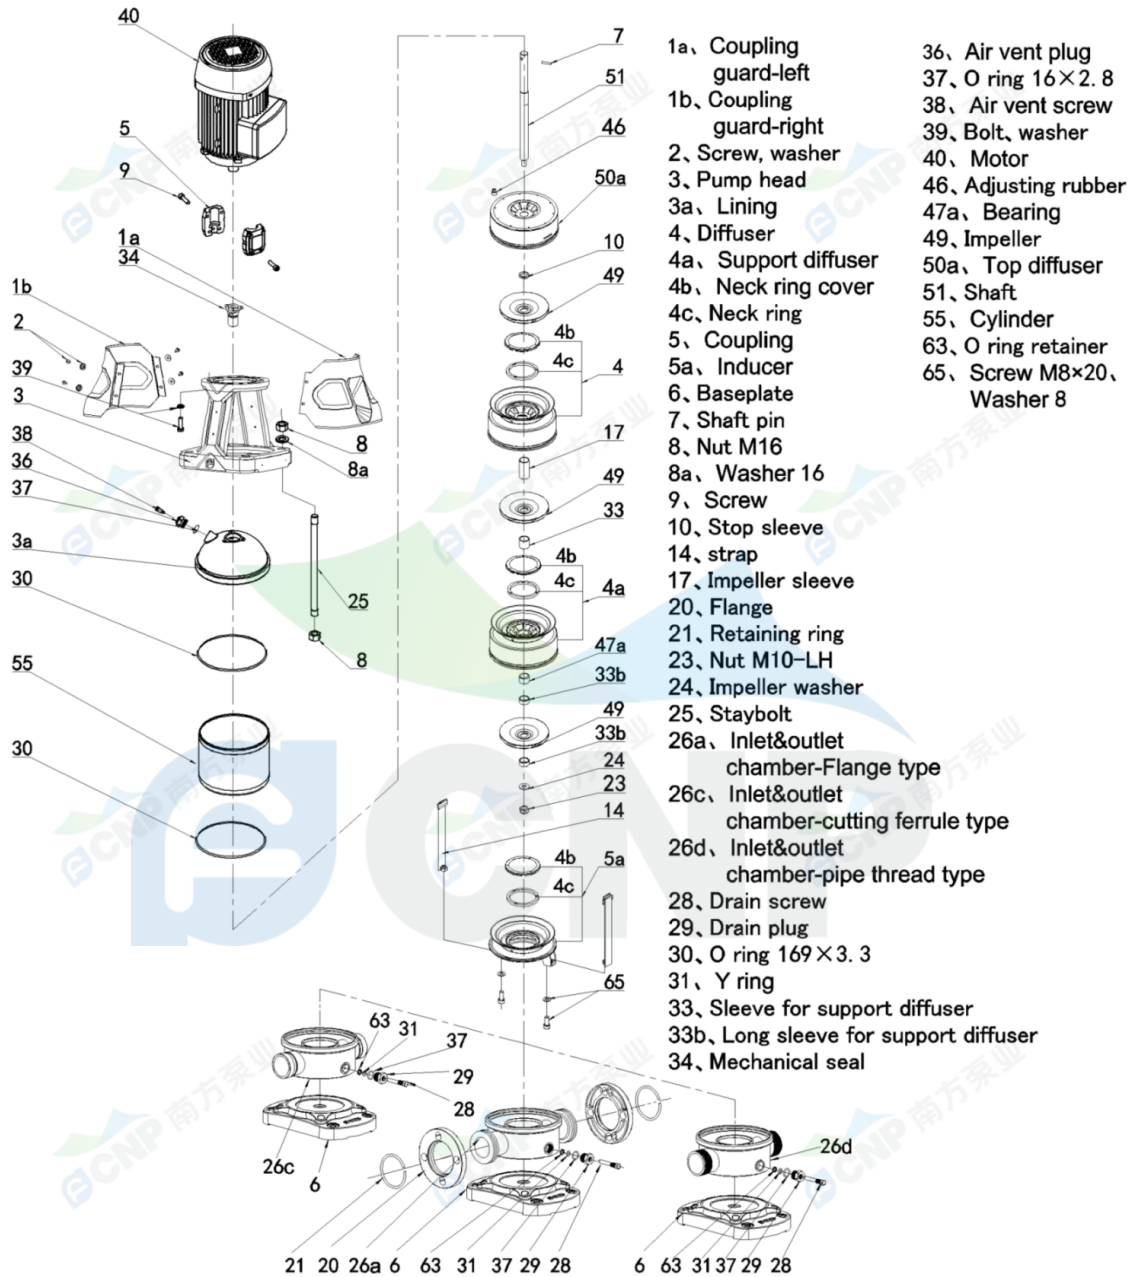 40
5
9
1a
34
1b
2
39
3
38
36
37
3a
30
55
30
8
8a
25
8
7
51
46
50a
10
49
4b
4c
4
17
49
33
4b
4c
4a
47a
33b
49
33b
24
23
14
4b
4c
5a
65
63
31
37
29
28
26c
6
26d
21 20 26a 6 63 31 37 29 28
6 63 31 37 29 28
1a、Coupling
guard-left
1b、Coupling
guard-right
2、Screw, washer
3、Pump head
3a、Lining
4、Diffuser
4a、Support diffuser
4b、Neck ring cover
4c、Neck ring
5、Coupling
5a、Inducer
6、Baseplate
7、Shaft pin
8、Nut M16
8a、Washer 16
9、Screw
10、Stop sleeve
14、strap
17、Impeller sleeve
20、Flange
21、Retaining ring
23、Nut M10-LH
24、Impeller washer
25、Staybolt
26a、Inlet&outlet
chamber-Flange type
26c、Inlet&outlet
chamber-cutting ferrule type
26d、Inlet&outlet
chamber-pipe thread type
28、Drain screw
29、Drain plug
30、O ring 169×3.3
31、Y ring
33、Sleeve for support diffuser
33b、Long sleeve for support diffuser
34、Mechanical seal
36、Air vent plug
37、O ring 16×2.8
38、Air vent screw
39、Bolt、washer
40、Motor
46、Adjusting rubber
47a、Bearing
49、Impeller
50a、Top diffuser
51、Shaft
55、Cylinder
63、O ring retainer
65、Screw M8×20、
Washer 8
CNP
CNP 南方泵业